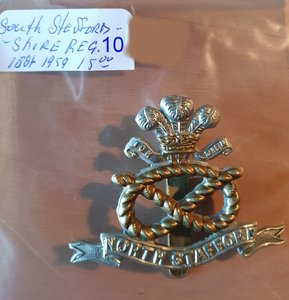 South Stafford-
-Shire REG. 10
1881 1959 15 00
NORTH STAFFORD